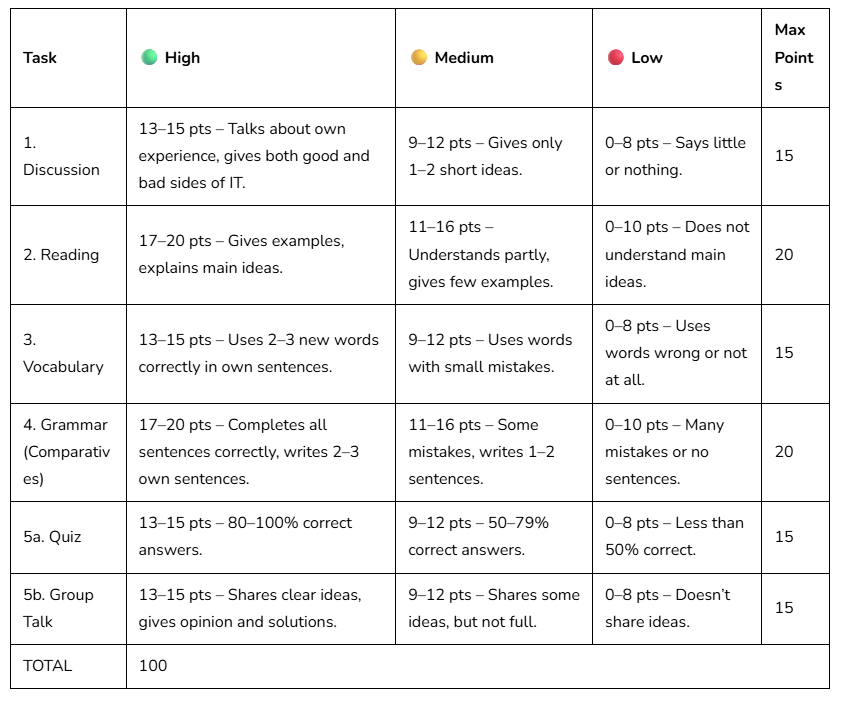 Task
High
Medium
Low
Max
Point
s
1.
Discussion
13–15 pts – Talks about own
experience, gives both good and
bad sides of IT.
9–12 pts – Gives only
1–2 short ideas.
0–8 pts – Says little
or nothing.
15
2. Reading
17–20 pts – Gives examples,
explains main ideas.
11–16 pts –
Understands partly,
gives few examples.
0–10 pts – Does not
understand main
ideas.
20
3.
Vocabulary
13–15 pts – Uses 2–3 new words
correctly in own sentences.
9–12 pts – Uses words
with small mistakes.
0–8 pts – Uses
words wrong or not
at all.
15
4. Grammar
(Comparativ
es)
17–20 pts – Completes all
sentences correctly, writes 2–3
own sentences.
11–16 pts – Some
mistakes, writes 1–2
sentences.
0–10 pts – Many
mistakes or no
sentences.
20
5a. Quiz
13–15 pts – 80–100% correct
answers.
9–12 pts – 50–79%
correct answers.
0–8 pts – Less than
50% correct.
15
5b. Group
Talk
13–15 pts – Shares clear ideas,
gives opinion and solutions.
9–12 pts – Shares some
ideas, but not full.
0–8 pts – Doesn’t
share ideas.
15
TOTAL
100